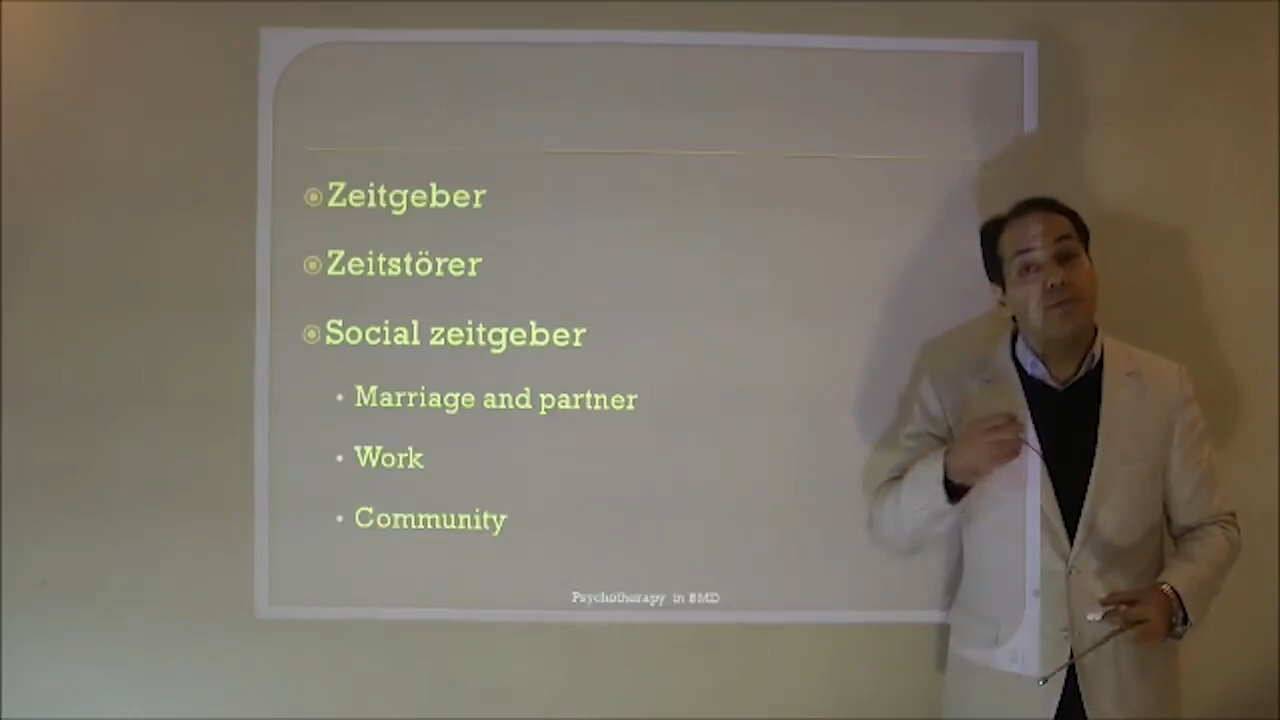 Zeitgeber
Zeitstörer
Social zeitgeber
Marriage and partner
Work
Community
Psychotherapy in BMD